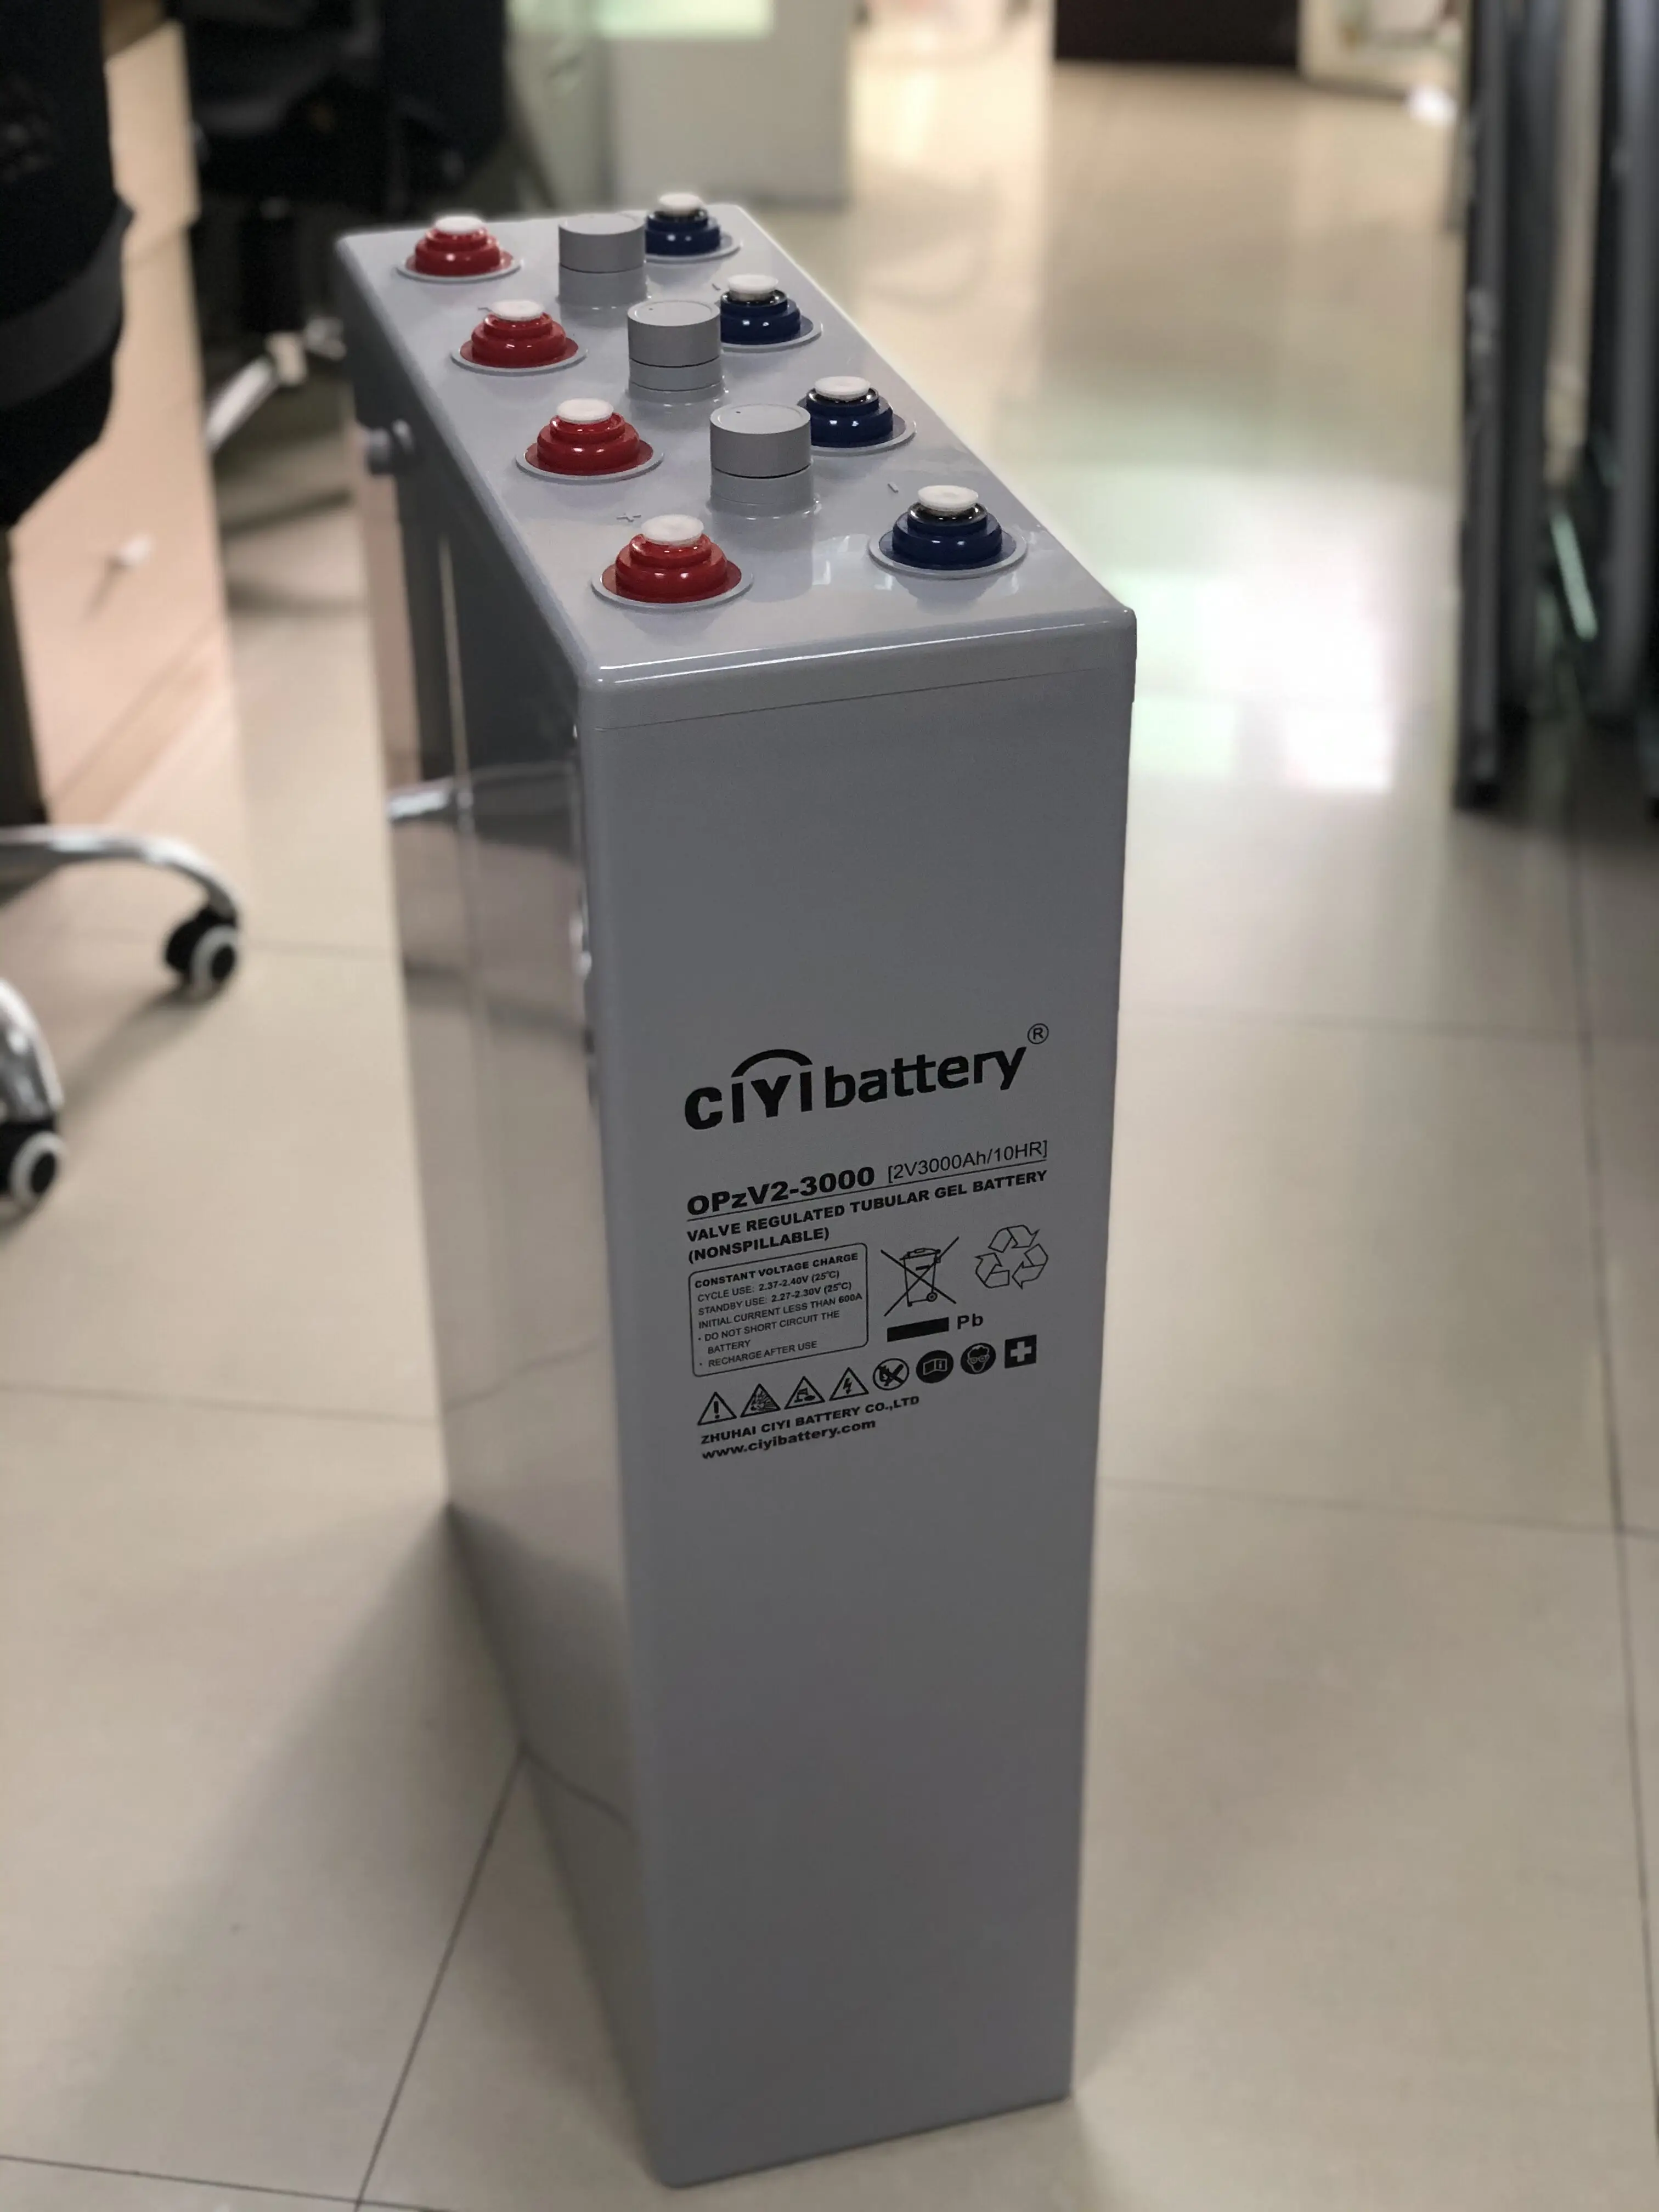 +
-
CIYIbattery®
OPzV2-3000 [2V3000Ah/10HR]
VALVE REGULATED TUBULAR GEL BATTERY
(NONSPILLABLE)
CONSTANT VOLTAGE CHARGE
CYCLE USE: 2.37-2.40V (25℃)
STANDBY USE: 2.27-2.30V (25℃)
INITIAL CURRENT LESS THAN 600A
• DO NOT SHORT CIRCUIT THE
BATTERY
• RECHARGE AFTER USE
Pb
ZHUHAI CIYI BATTERY CO.,LTD
www.ciyibattery.com